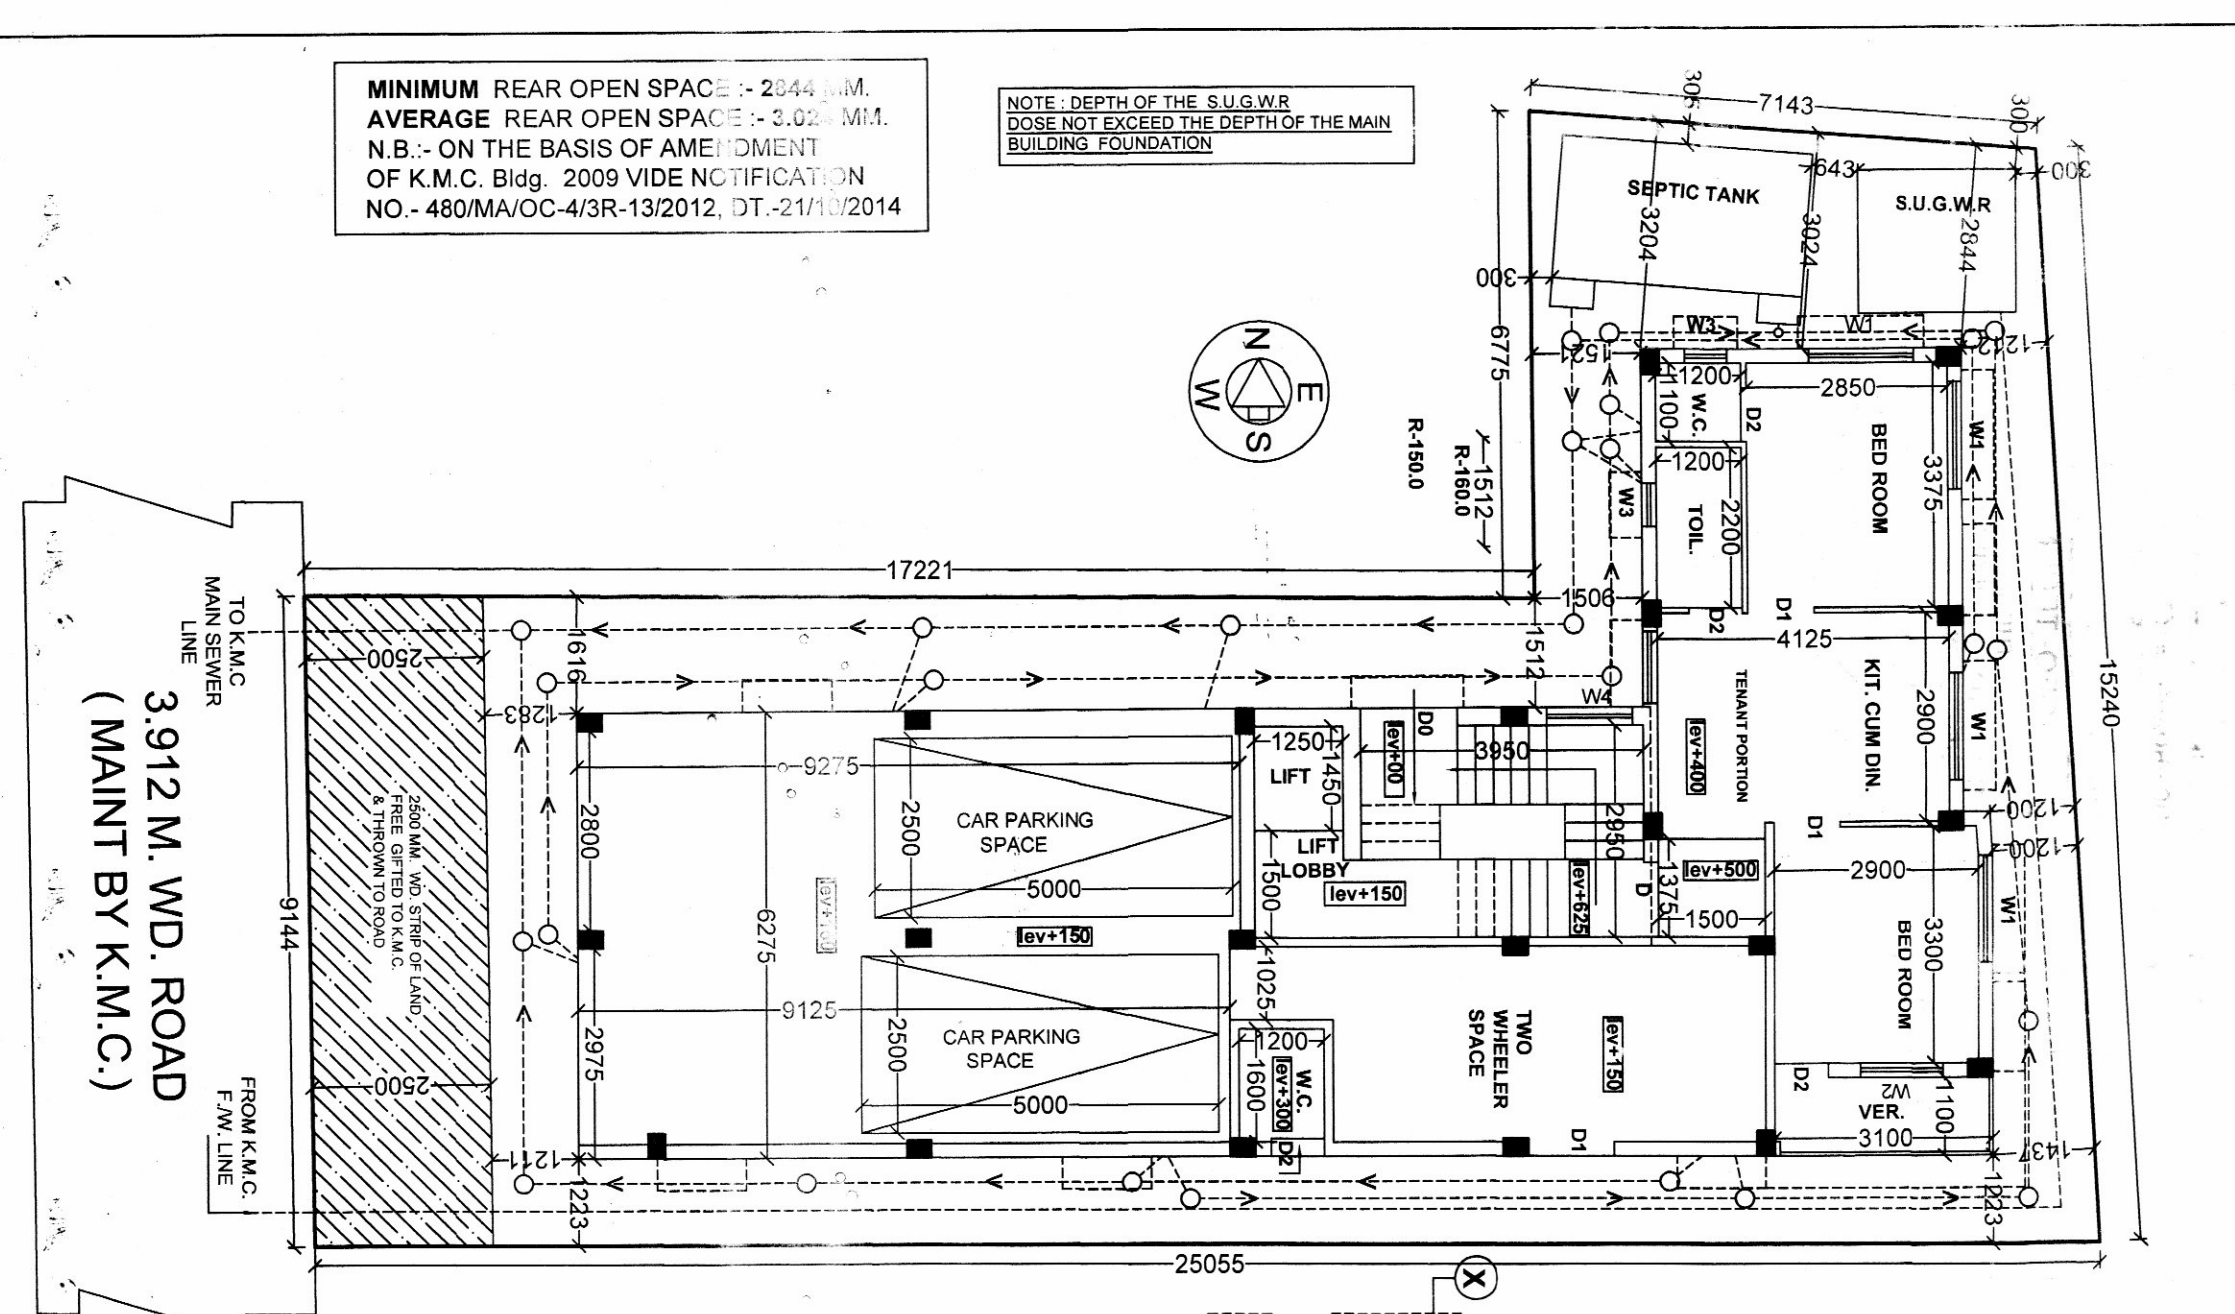 MINIMUM REAR OPEN SPACE :- 2844 MM.
AVERAGE REAR OPEN SPACE :- 3.024 MM.
N.B.:- ON THE BASIS OF AMENDMENT
OF K.M.C. Bldg. 2009 VIDE NOTIFICATION
NO.- 480/MA/OC-4/3R-13/2012, DT.-21/10/2014
NOTE : DEPTH OF THE S.U.G.W.R
DOSE NOT EXCEED THE DEPTH OF THE MAIN
BUILDING FOUNDATION
7143
300
300
643
300
SEPTIC TANK
S.U.G.W.R
3204
3024
2844
6775
W3
W1
1521
1212
N
E
S
W
R-150.0
R-160.0
1512
1200
1100
W.C.
D2
2850
BED ROOM
3375
W1
1200
2200
TOIL.
W3
17221
1506
1512
D2
D1
4125
15240
TO K.M.C
MAIN SEWER
LINE
2500
1616
1283
W4
TENANT PORTION
lev+400
KIT. CUM DIN.
2900
W1
3.912 M. WD. ROAD
( MAINT BY K.M.C.)
9144
2500 MM. WD. STRIP OF LAND
FREE GIFTED TO K.M.C.
& THROWN TO ROAD
9275
2800
2500
CAR PARKING
SPACE
5000
1250
LIFT
1450
lev+00
D0
3950
2950
LIFT
LOBBY
1500
lev+150
lev+625
D
1375
lev+500
1500
D1
1200
1200
2900
W1
3300
BED ROOM
6275
lev+150
lev+150
9125
2975
2500
CAR PARKING
SPACE
5000
1025
1200
1600
lev+300
W.C.
D2
TWO
WHEELER
SPACE
lev+150
D1
D2
W2
VER.
1100
3100
1437
2500
FROM K.M.C.
F./W. LINE
1211
1223
1223
25055
X